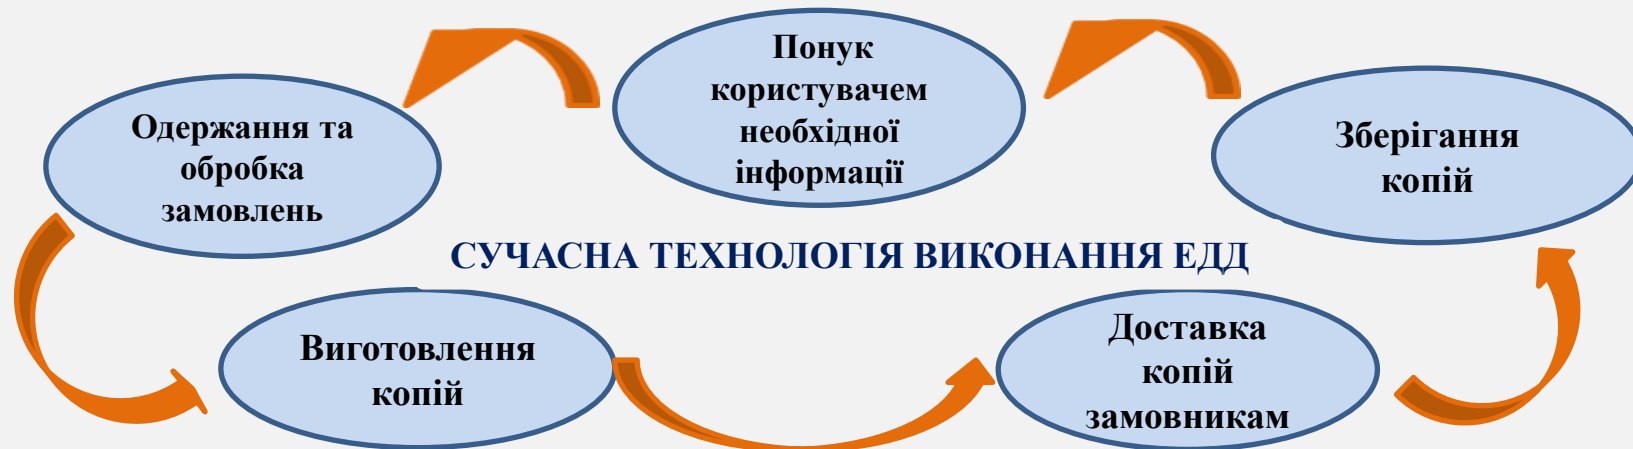 Понук
користувачем
необхідної
інформації
Одержання та
обробка
замовлень
Зберігання
копій
СУЧАСНА ТЕХНОЛОГІЯ ВИКОНАННЯ ЕДД
Виготовлення
копій
Доставка
копій
замовникам